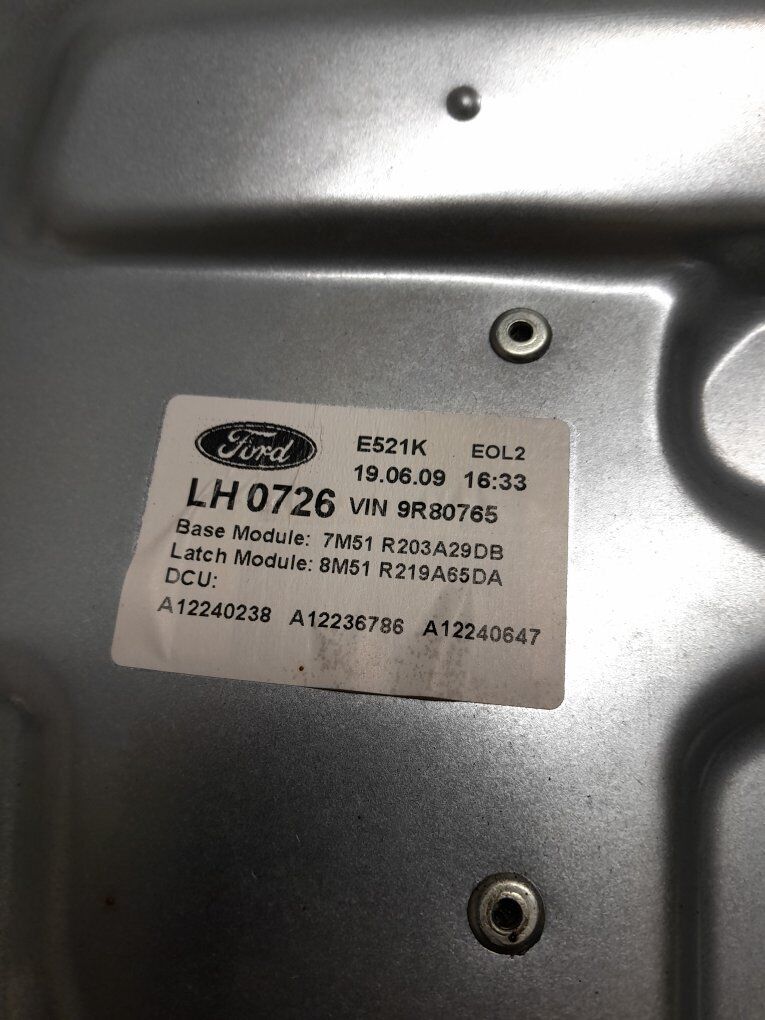 Ford E521K EOL2
19.06.09 16:33
LH 0726 VIN 9R80765
Base Module: 7M51 R203A29DB
Latch Module: 8M51 R219A65DA
DCU:
A12240238 A12236786 A12240647